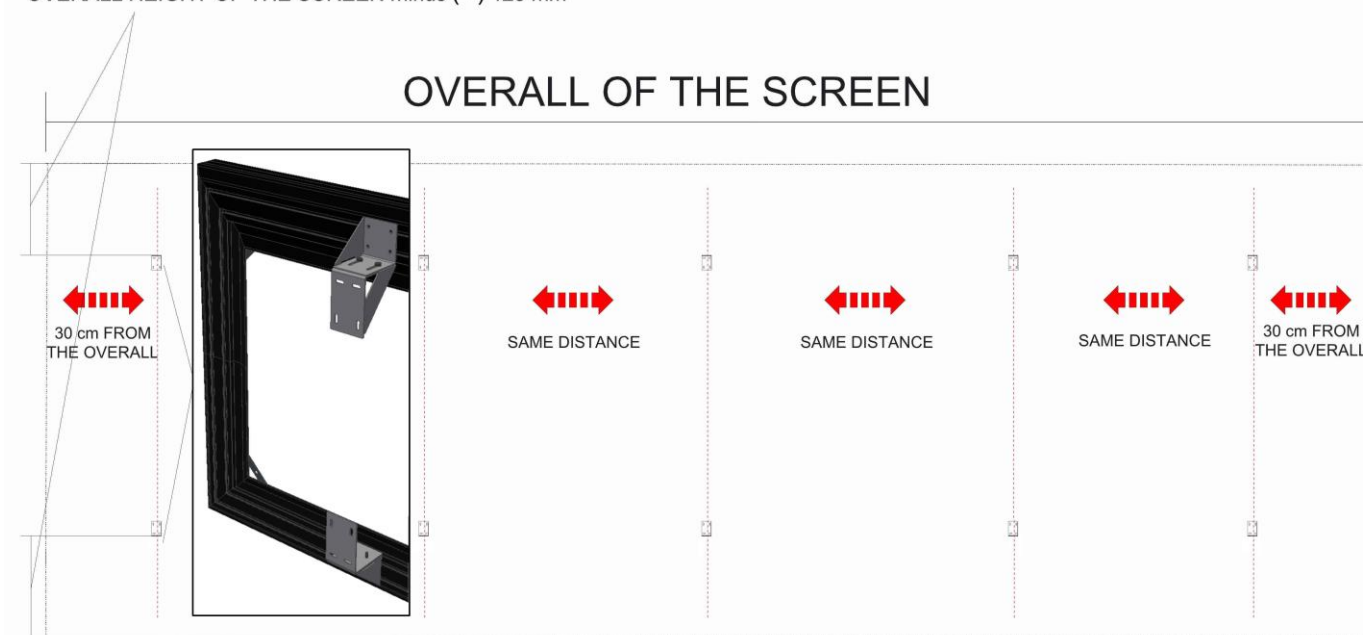 OVERALL OF THE SCREEN
30 cm FROM
THE OVERALL
SAME DISTANCE
SAME DISTANCE
SAME DISTANCE
30 cm FROM
THE OVERALL